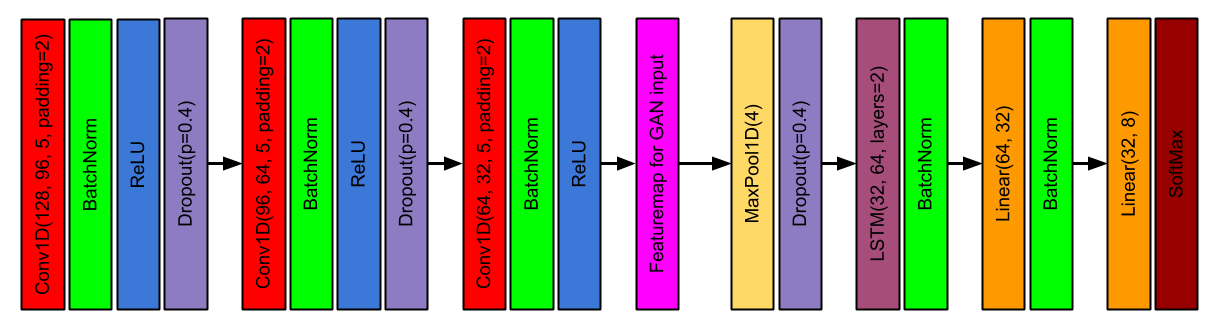 Conv1D(128, 96, 5, padding=2)
BatchNorm
ReLU
Dropout(p=0.4)
Conv1D(96, 64, 5, padding=2)
BatchNorm
ReLU
Dropout(p=0.4)
Conv1D(64, 32, 5, padding=2)
BatchNorm
ReLU
Featuremap for GAN input
MaxPool1D(4)
Dropout(p=0.4)
LSTM(32, 64, layers=2)
BatchNorm
Linear(64, 32)
BatchNorm
Linear(32, 8)
SoftMax